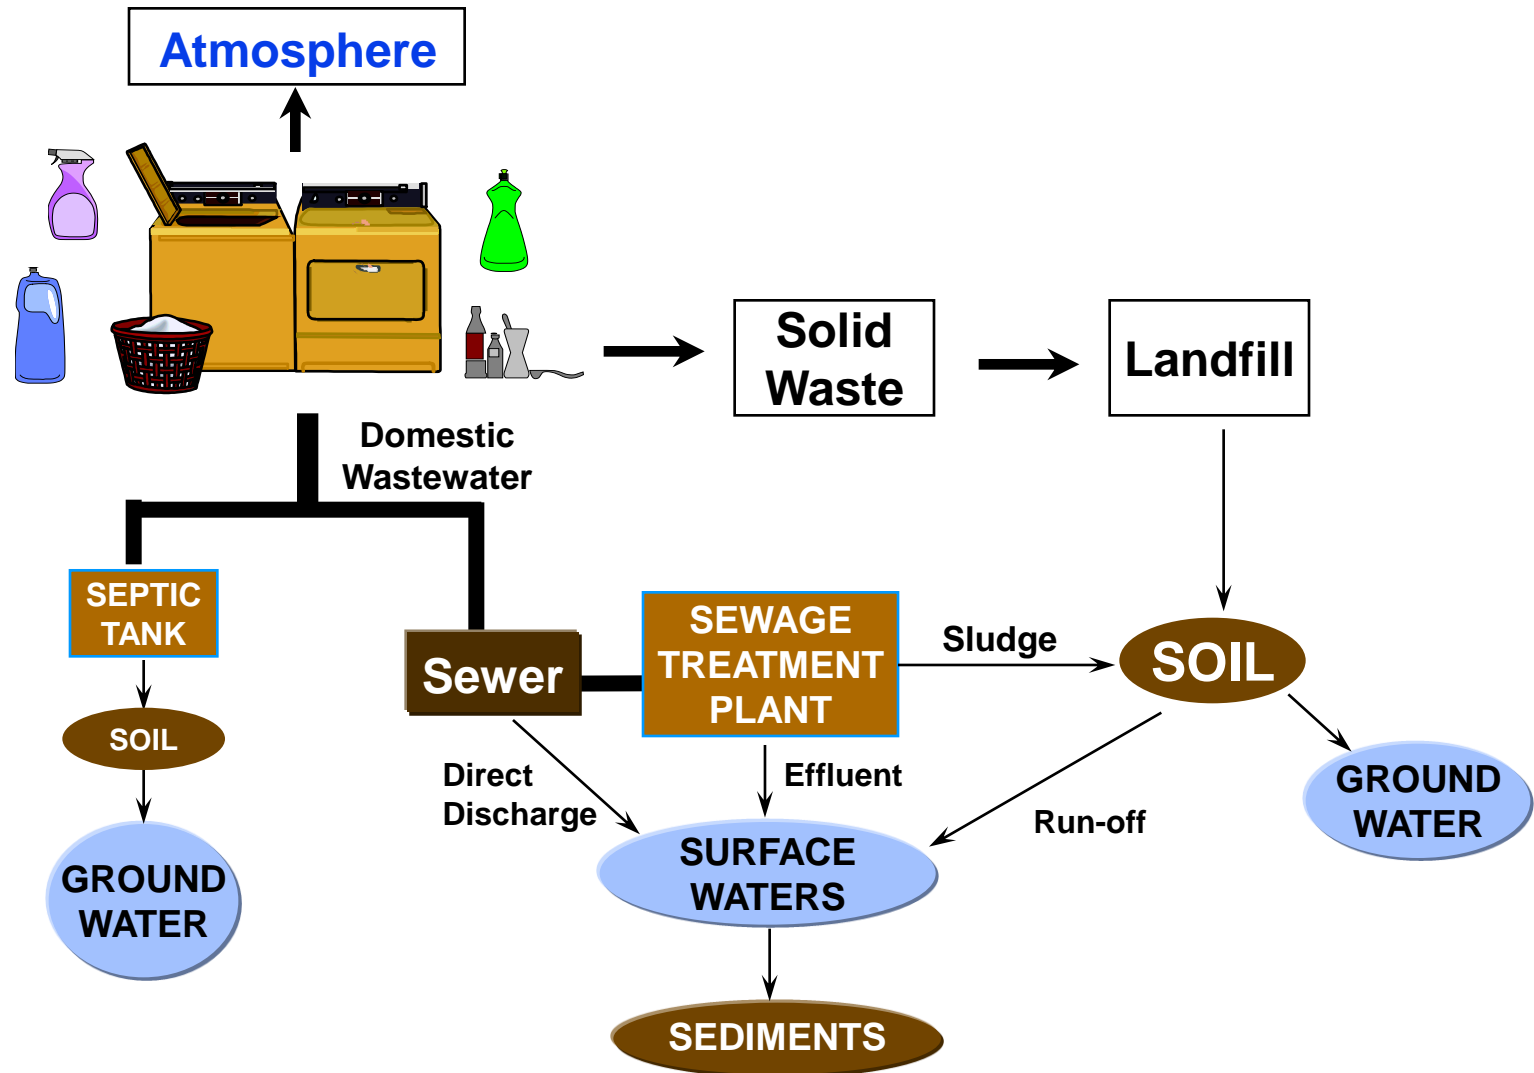 Atmosphere
Solid
Waste
Landfill
Domestic
Wastewater
SEPTIC
TANK
Sewer
SEWAGE
TREATMENT
PLANT
Sludge
SOIL
SOIL
Direct
Discharge
Effluent
Run-off
GROUND
WATER
GROUND
WATER
SURFACE
WATERS
SEDIMENTS